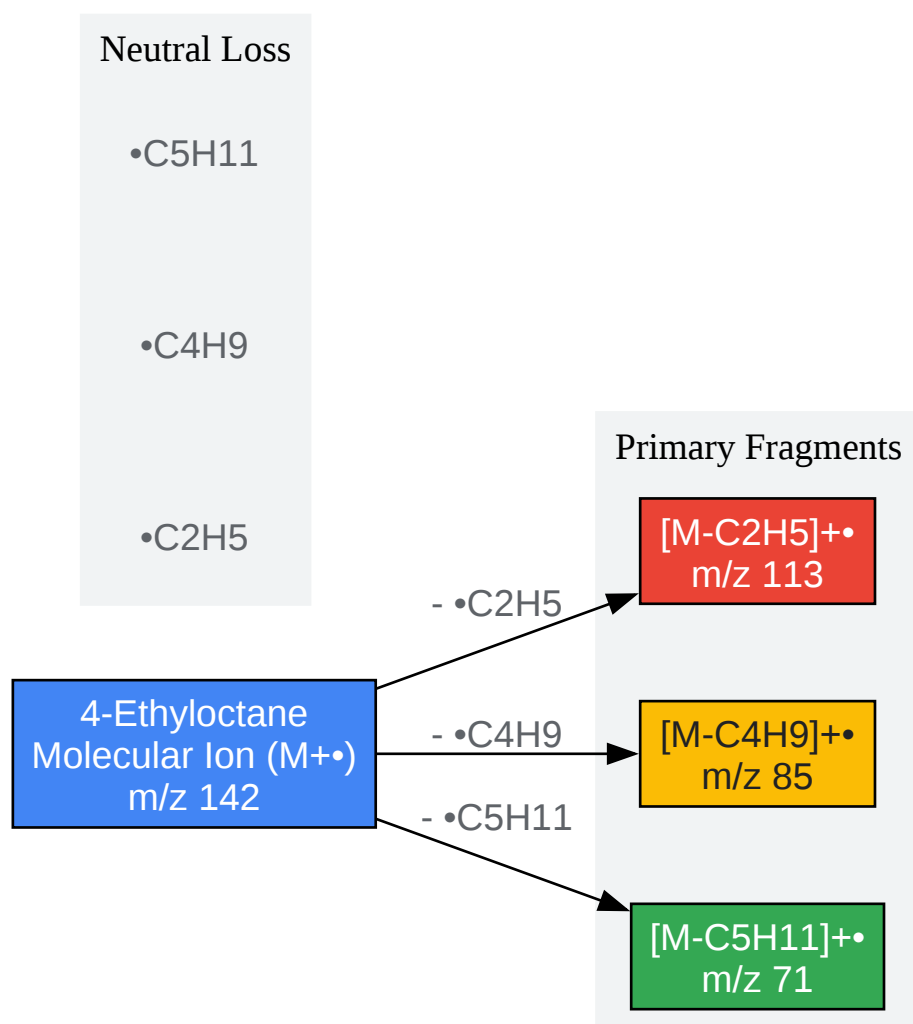 Neutral Loss
•C5H11
•C4H9
•C2H5
4-Ethyloctane
Molecular Ion (M+•)
m/z 142
- •C2H5
- •C4H9
- •C5H11
Primary Fragments
[M-C2H5]+•
m/z 113
[M-C4H9]+•
m/z 85
[M-C5H11]+•
m/z 71